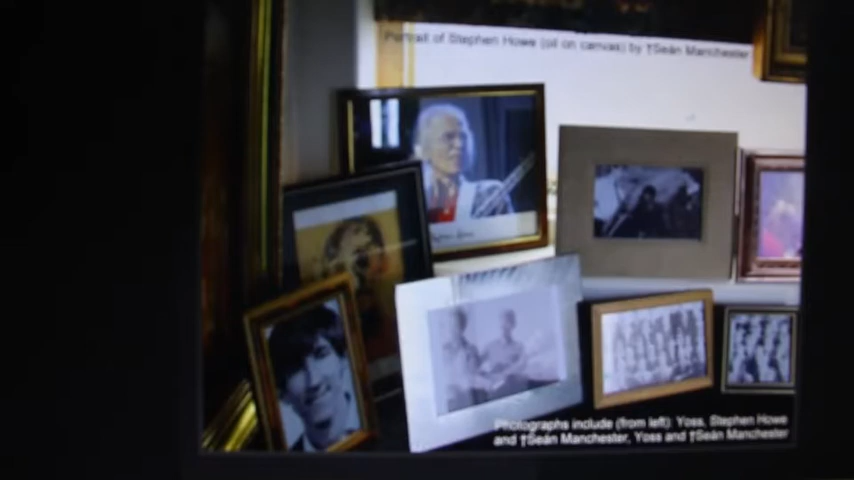 Portrait of Stephen Howe (oil on canvas) by †Seán Manchester
Photographs include (from left): Yoss, Stephen Howe
and †Seán Manchester, Yoss and †Seán Manchester